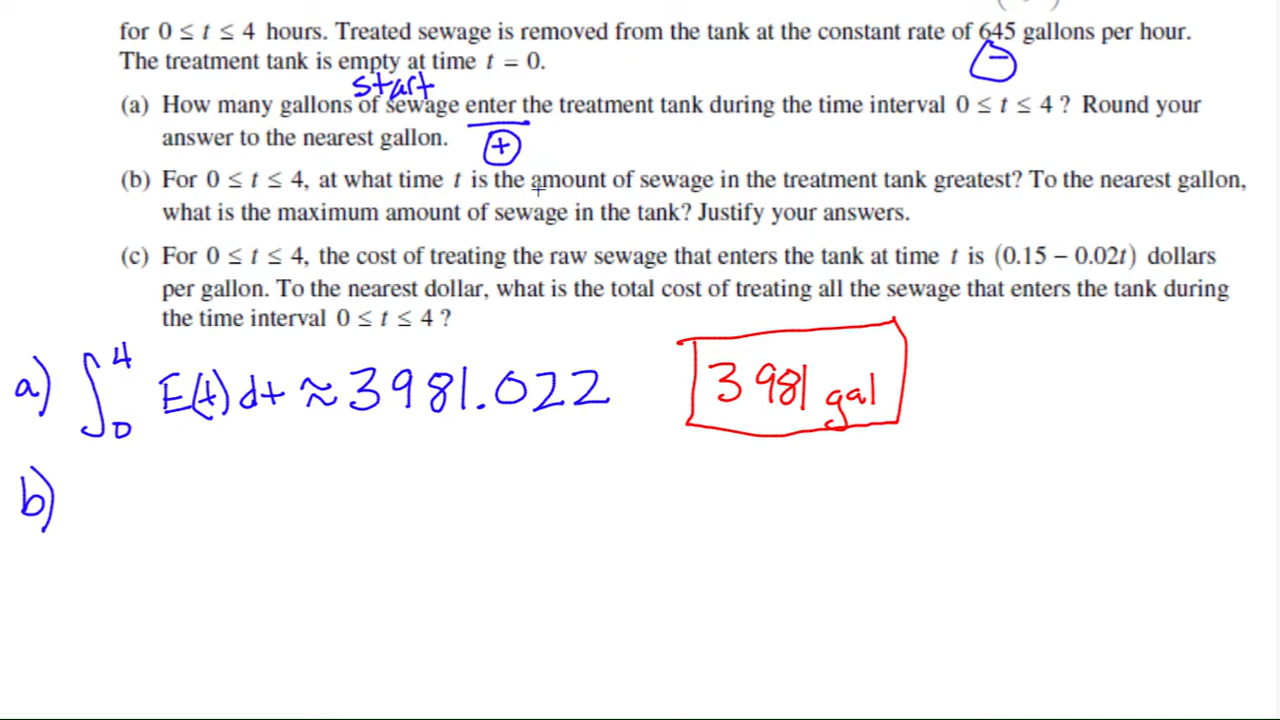 for 0 ≤ t ≤ 4 hours. Treated sewage is removed from the tank at the constant rate of 645 gallons per hour.
−
The treatment tank is empty at time t = 0.
start
(a) How many gallons of sewage enter the treatment tank during the time interval 0 ≤ t ≤ 4 ? Round your
answer to the nearest gallon.
+
(b) For 0 ≤ t ≤ 4, at what time t is the amount of sewage in the treatment tank greatest? To the nearest gallon,
what is the maximum amount of sewage in the tank? Justify your answers.
(c) For 0 ≤ t ≤ 4, the cost of treating the raw sewage that enters the tank at time t is (0.15 − 0.02t) dollars
per gallon. To the nearest dollar, what is the total cost of treating all the sewage that enters the tank during
the time interval 0 ≤ t ≤ 4 ?
a) ∫₀⁴ E(t) dt ≈ 3981.022 3981 gal
b)